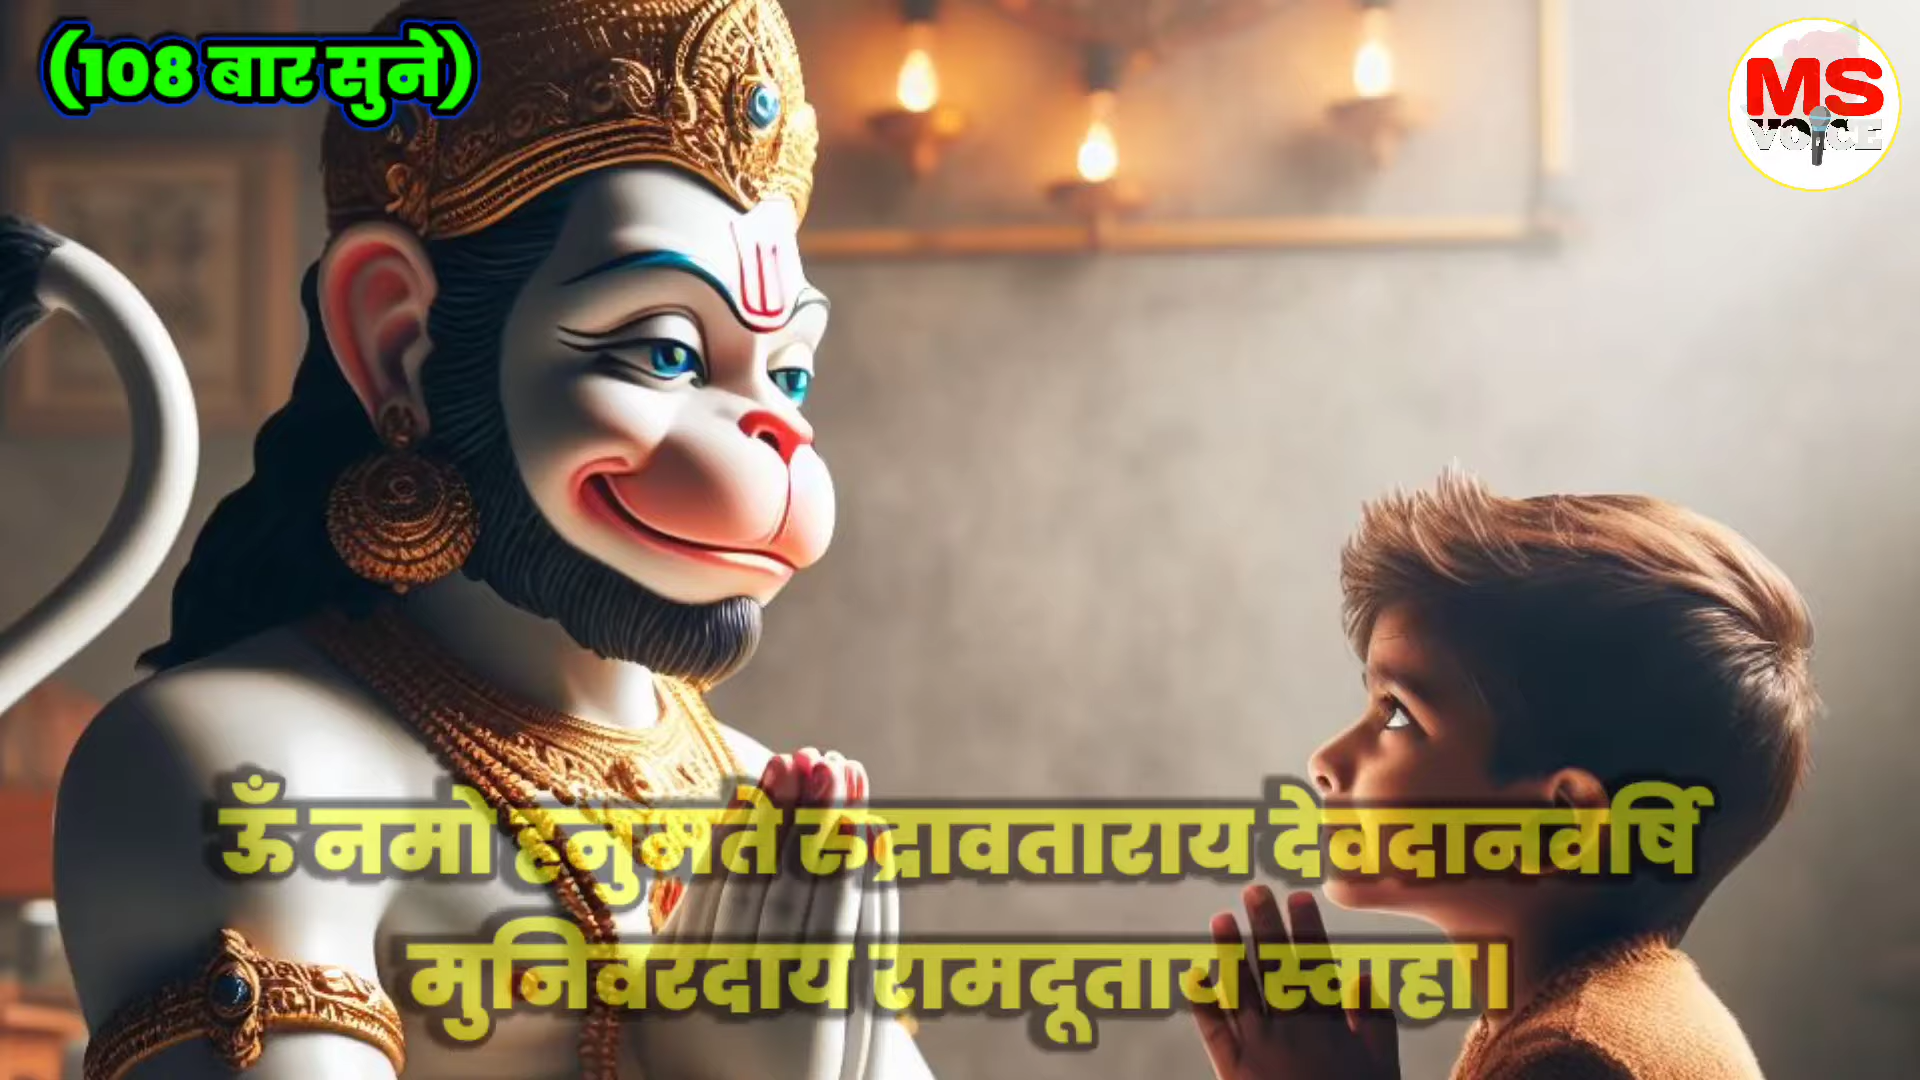 (108 बार सुने)
MS
VOICE
ऊँ नमो हनुमते रुद्रावताराय देवदानवर्षि
मुनिवरदाय रामदूताय स्वाहा।